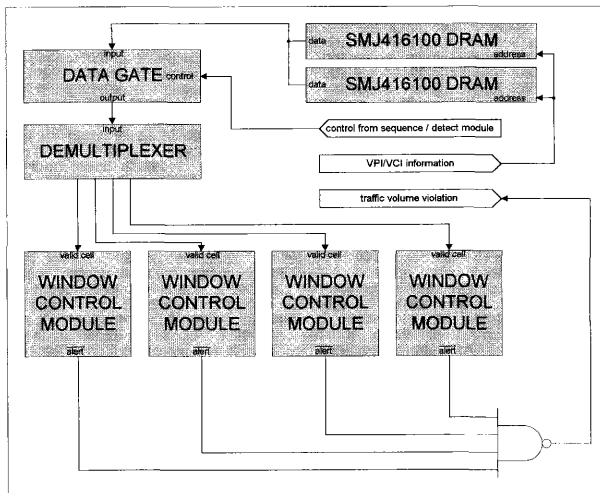 input
DATA GATE
control
output
data
SMJ416100 DRAM
address
data
SMJ416100 DRAM
address
control from sequence / detect module
VPI/VCI information
traffic volume violation
input
DEMULTIPLEXER
valid cell
WINDOW
CONTROL
MODULE
alert
valid cell
WINDOW
CONTROL
MODULE
alert
valid cell
WINDOW
CONTROL
MODULE
alert
valid cell
WINDOW
CONTROL
MODULE
alert